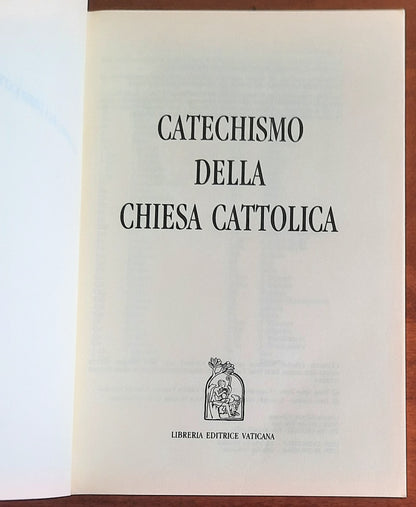 CATECHISMO
DELLA
CHIESA CATTOLICA
LIBRERIA EDITRICE VATICANA